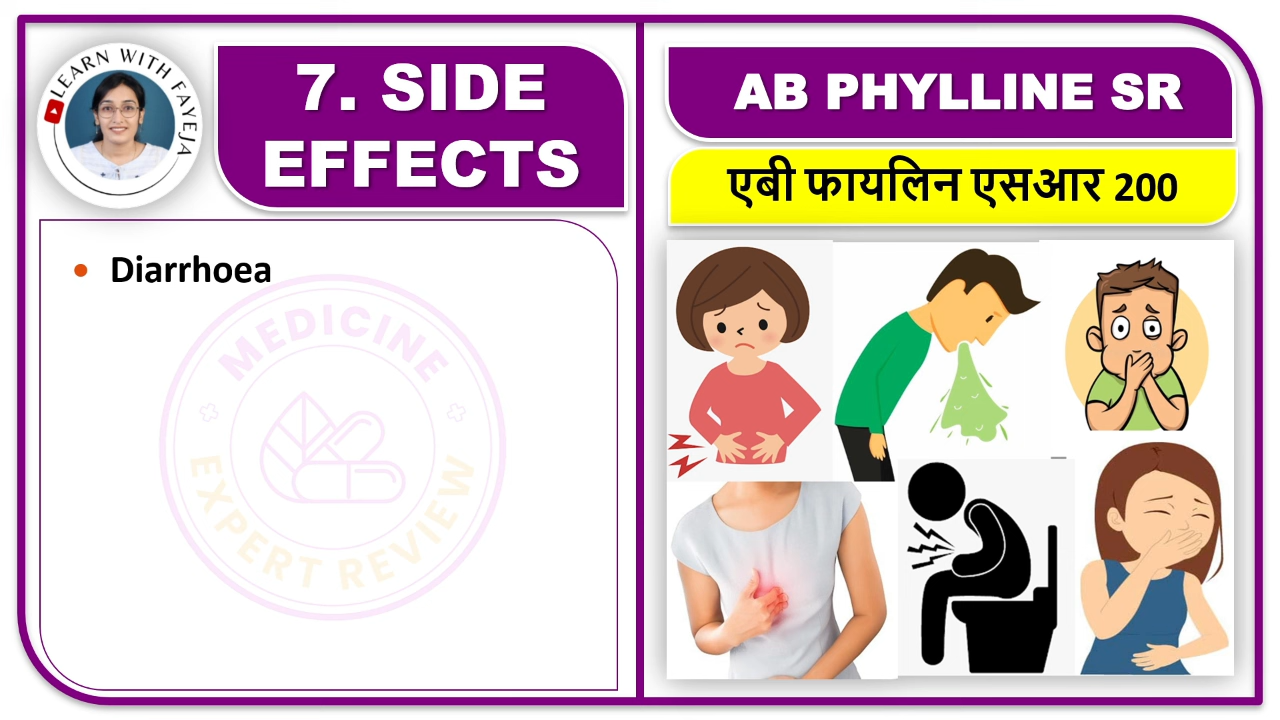 LEARN WITH FAYEJA
7. SIDE
EFFECTS
AB PHYLLINE SR
एबी फायलिन एसआर 200
• Diarrhoea
MEDICINE
EXPERT REVIEW